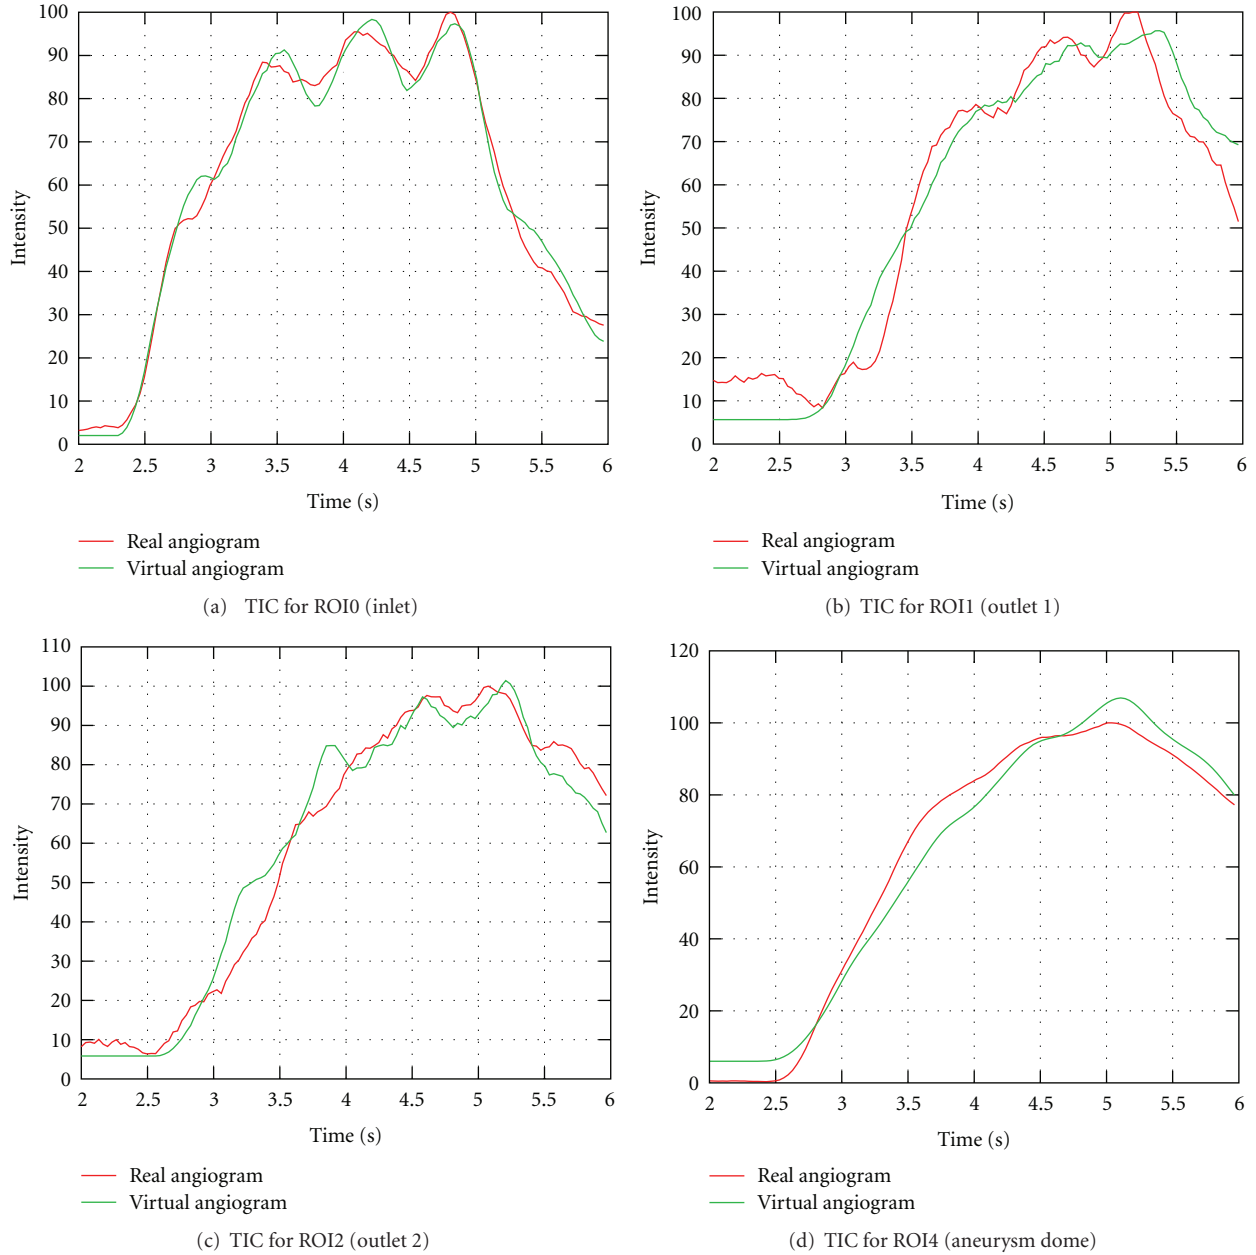 100
90
80
70
60
50
40
30
20
10
0
Intensity
2 2.5 3 3.5 4 4.5 5 5.5 6
Time (s)
Real angiogram
Virtual angiogram
(a) TIC for ROI0 (inlet)
100
90
80
70
60
50
40
30
20
10
0
Intensity
2 2.5 3 3.5 4 4.5 5 5.5 6
Time (s)
Real angiogram
Virtual angiogram
(b) TIC for ROI1 (outlet 1)
110
100
90
80
70
60
50
40
30
20
10
0
Intensity
2 2.5 3 3.5 4 4.5 5 5.5 6
Time (s)
Real angiogram
Virtual angiogram
(c) TIC for ROI2 (outlet 2)
120
100
80
60
40
20
0
Intensity
2 2.5 3 3.5 4 4.5 5 5.5 6
Time (s)
Real angiogram
Virtual angiogram
(d) TIC for ROI4 (aneurysm dome)